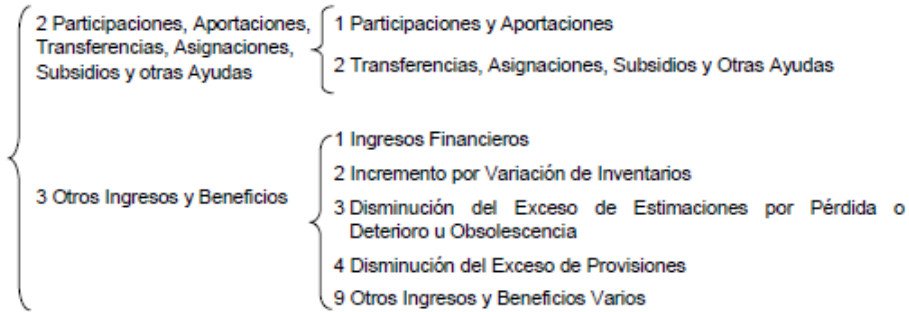 2 Participaciones, Aportaciones,
Transferencias, Asignaciones,
Subsidios y otras Ayudas
1 Participaciones y Aportaciones
2 Transferencias, Asignaciones, Subsidios y Otras Ayudas
3 Otros Ingresos y Beneficios
1 Ingresos Financieros
2 Incremento por Variación de Inventarios
3 Disminución del Exceso de Estimaciones por Pérdida o
Deterioro u Obsolescencia
4 Disminución del Exceso de Provisiones
9 Otros Ingresos y Beneficios Varios